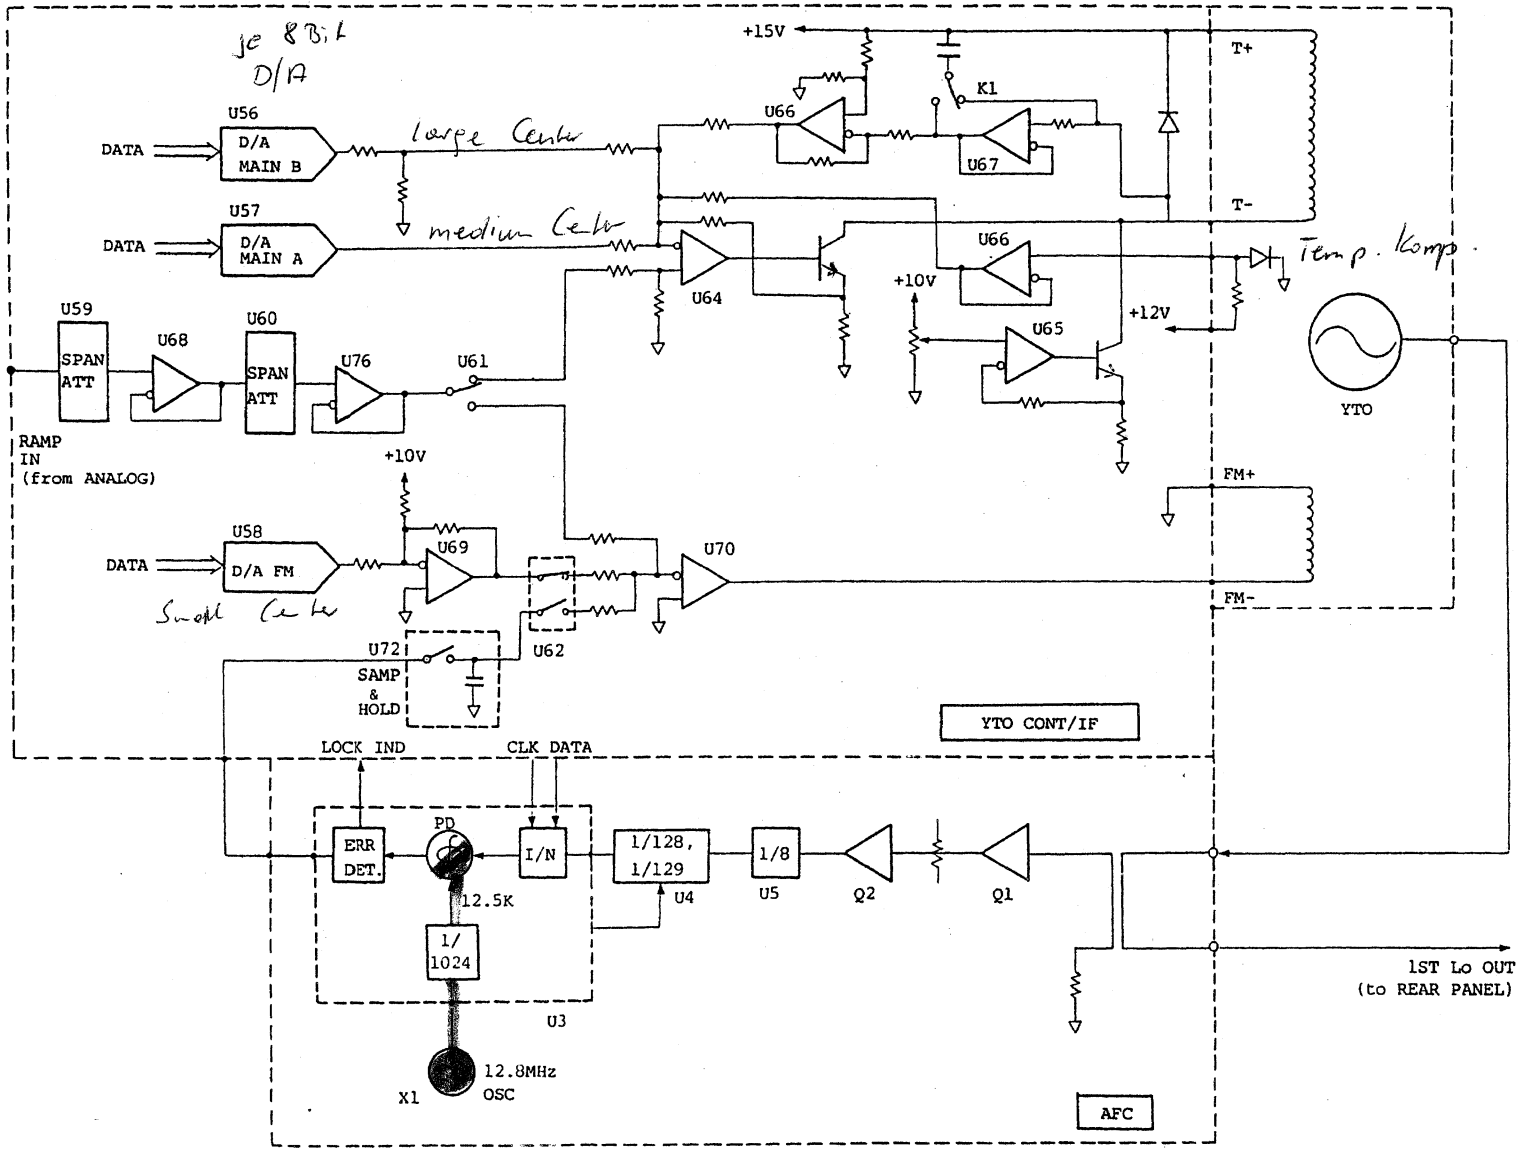 je 8 Bit
D/A
+15V
T+
K1
U66
U67
U56
D/A
MAIN B
DATA
large Center
U57
D/A
MAIN A
DATA
medium Center
T-
U66
Temp. Komp.
U64
+10V
U65
+12V
U59
SPAN
ATT
U68
U60
SPAN
ATT
U76
U61
YTO
RAMP
IN
(from ANALOG)
+10V
FM+
U58
D/A FM
DATA
Small Center
U69
U70
FM-
U62
U72
SAMP
&
HOLD
YTO CONT/IF
LOCK IND
CLK DATA
ERR
DET.
PD
1/N
1/128,
1/129
U4
1/8
U5
Q2
Q1
12.5K
1/
1024
U3
1ST Lo OUT
(to REAR PANEL)
12.8MHz
OSC
X1
AFC